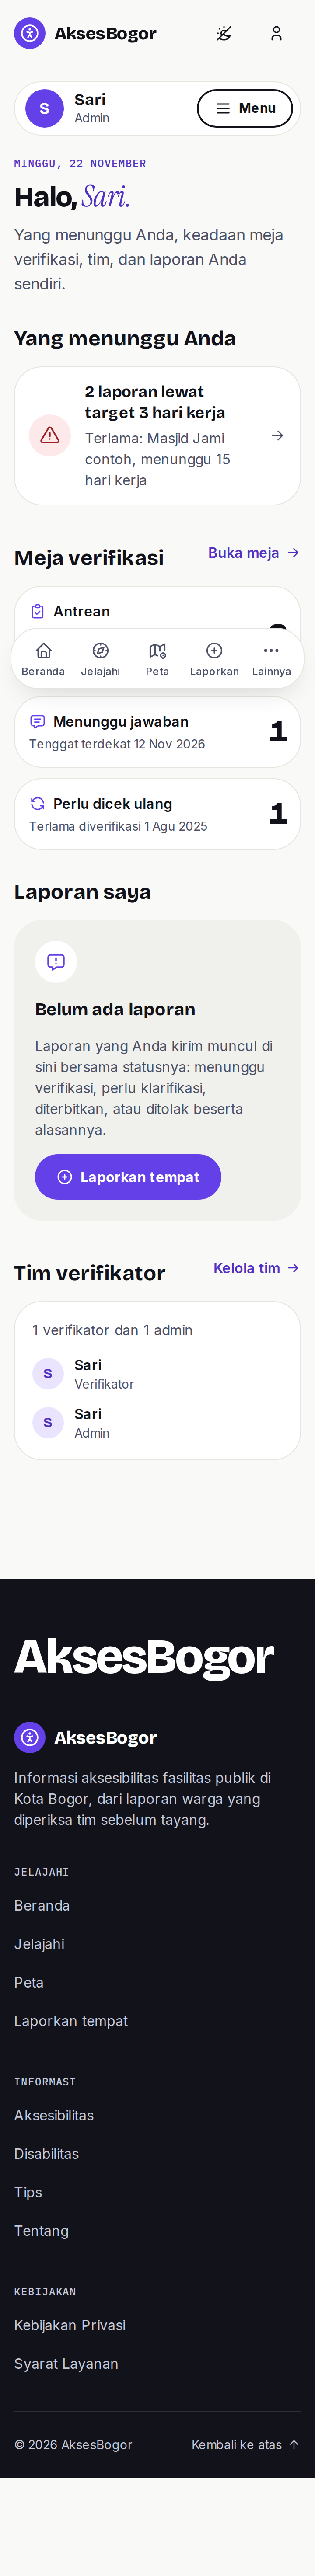 AksesBogor
S
Sari
Admin
Menu
MINGGU, 22 NOVEMBER
Halo, Sari.
Yang menunggu Anda, keadaan meja
verifikasi, tim, dan laporan Anda
sendiri.
Yang menunggu Anda
2 laporan lewat
target 3 hari kerja
Terlama: Masjid Jami
contoh, menunggu 15
hari kerja
Meja verifikasi
Buka meja
Antrean
Beranda
Jelajahi
Peta
Laporkan
Lainnya
Menunggu jawaban
Tenggat terdekat 12 Nov 2026
1
Perlu dicek ulang
Terlama diverifikasi 1 Agu 2025
1
Laporan saya
Belum ada laporan
Laporan yang Anda kirim muncul di
sini bersama statusnya: menunggu
verifikasi, perlu klarifikasi,
diterbitkan, atau ditolak beserta
alasannya.
Laporkan tempat
Tim verifikator
Kelola tim
1 verifikator dan 1 admin
S
Sari
Verifikator
S
Sari
Admin
AksesBogor
AksesBogor
Informasi aksesibilitas fasilitas publik di
Kota Bogor, dari laporan warga yang
diperiksa tim sebelum tayang.
JELAJAHI
Beranda
Jelajahi
Peta
Laporkan tempat
INFORMASI
Aksesibilitas
Disabilitas
Tips
Tentang
KEBIJAKAN
Kebijakan Privasi
Syarat Layanan
© 2026 AksesBogor
Kembali ke atas